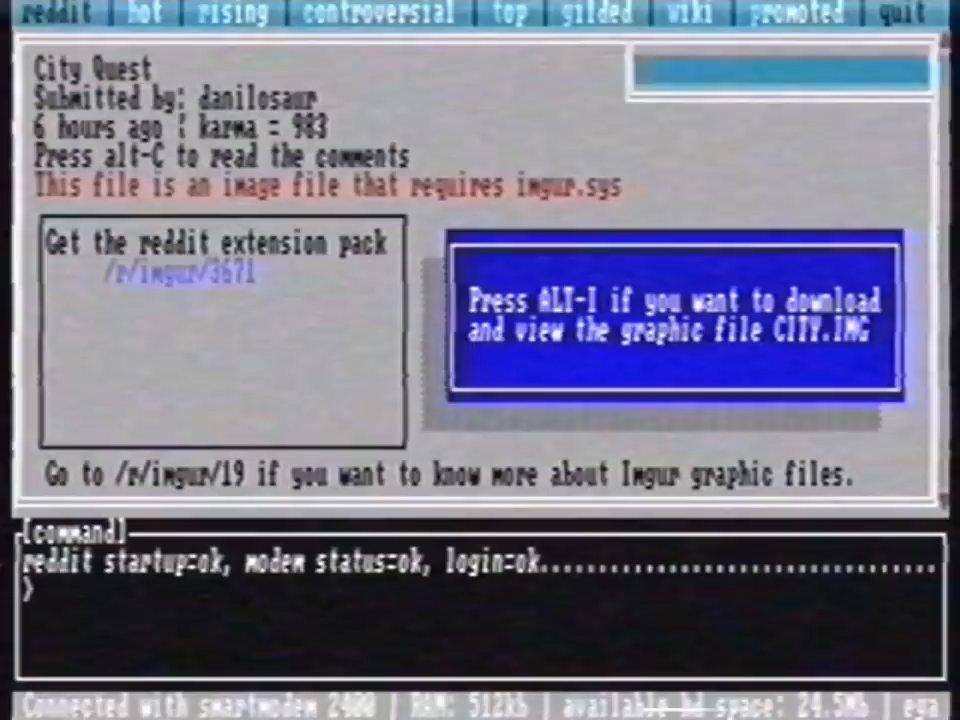 reddit | hot | rising | controversial | top | gilded | wiki | promoted | quit
City Quest
Submitted by: danilosaur
6 hours ago | karma = 983
Press alt-C to read the comments
This file is an image file that requires imgur.sys
Get the reddit extension pack
/r/imgur/3671
Press ALT-I if you want to download
and view the graphic file CITY.IMG
Go to /r/imgur/19 if you want to know more about Imgur graphic files.
[command]
reddit startup=ok, modem status=ok, login=ok..................................
>
Connected with smartmodem 2400 | RAM: 512kb | available hd space: 24.5Mb | ega